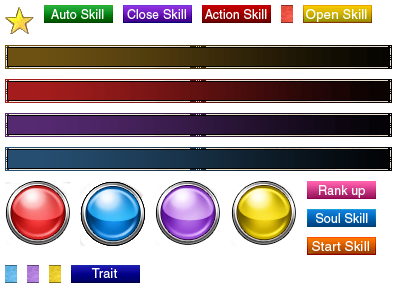 Auto Skill
Close Skill
Action Skill
Open Skill
Rank up
Soul Skill
Start Skill
Trait